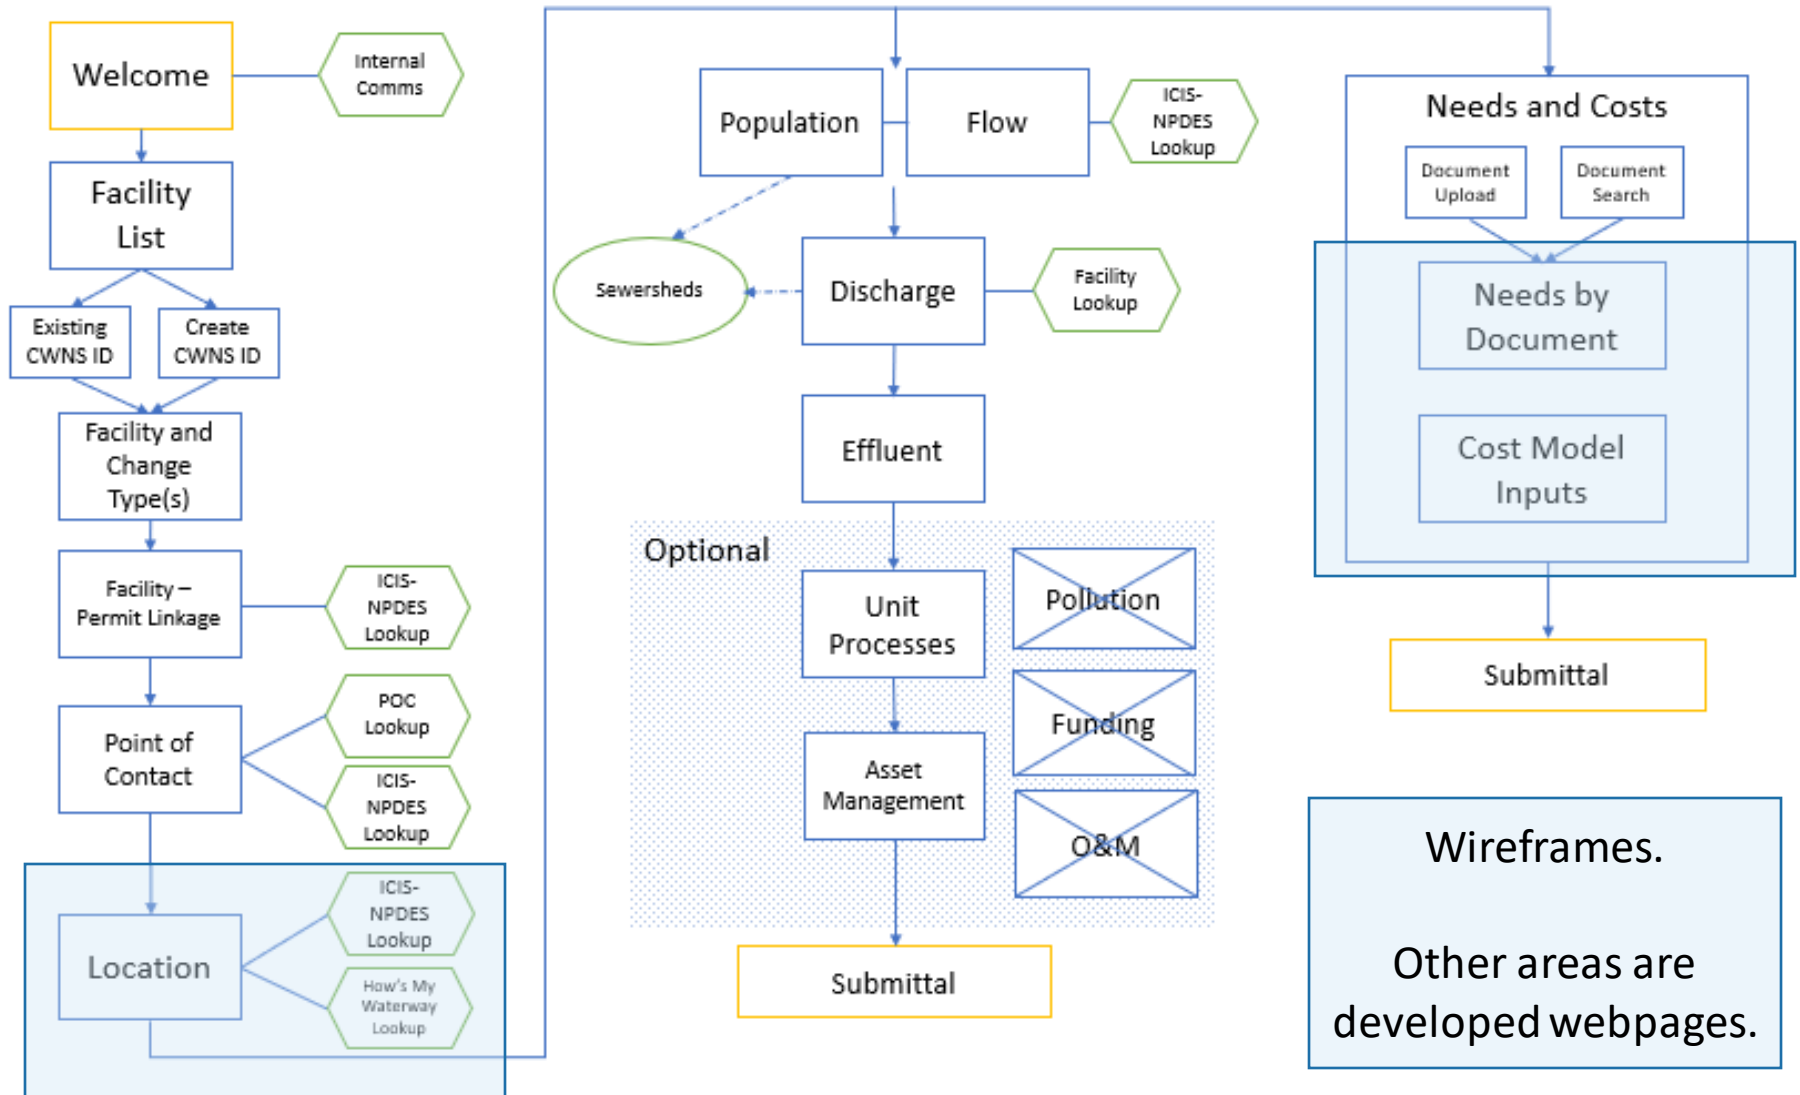 Welcome
Internal
Comms
Facility
List
Existing
CWNS ID
Create
CWNS ID
Facility and
Change
Type(s)
Facility –
Permit Linkage
ICIS-
NPDES
Lookup
Point of
Contact
POC
Lookup
ICIS-
NPDES
Lookup
Location
ICIS-
NPDES
Lookup
How's My
Waterway
Lookup
Population
Flow
ICIS-
NPDES
Lookup
Sewersheds
Discharge
Facility
Lookup
Effluent
Optional
Unit
Processes
Asset
Management
Pollution
Funding
O&M
Submittal
Needs and Costs
Document
Upload
Document
Search
Needs by
Document
Cost Model
Inputs
Submittal
Wireframes.
Other areas are
developed webpages.